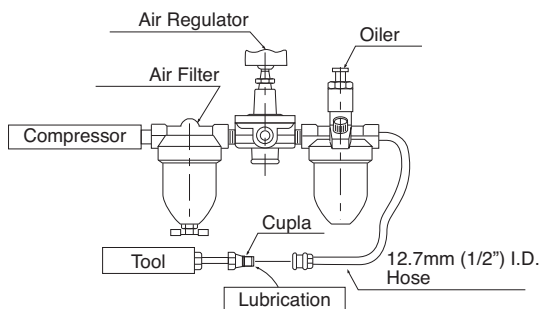 Air Regulator
Oiler
Air Filter
Compressor
Cupla
Tool
12.7mm (1/2”) I.D.
Hose
Lubrication